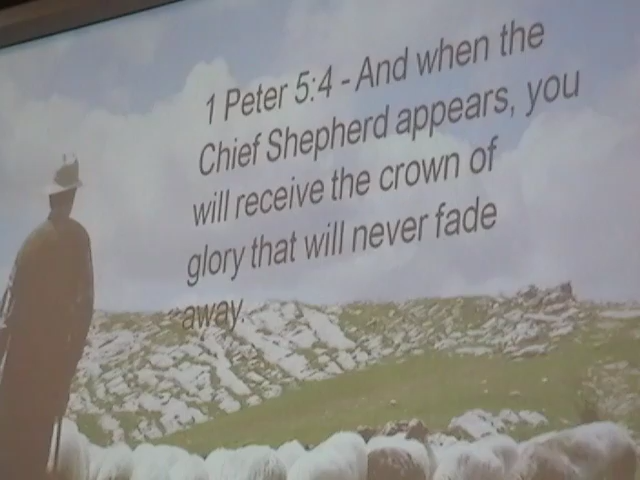 1 Peter 5:4 - And when the
Chief Shepherd appears, you
will receive the crown of
glory that will never fade
away.